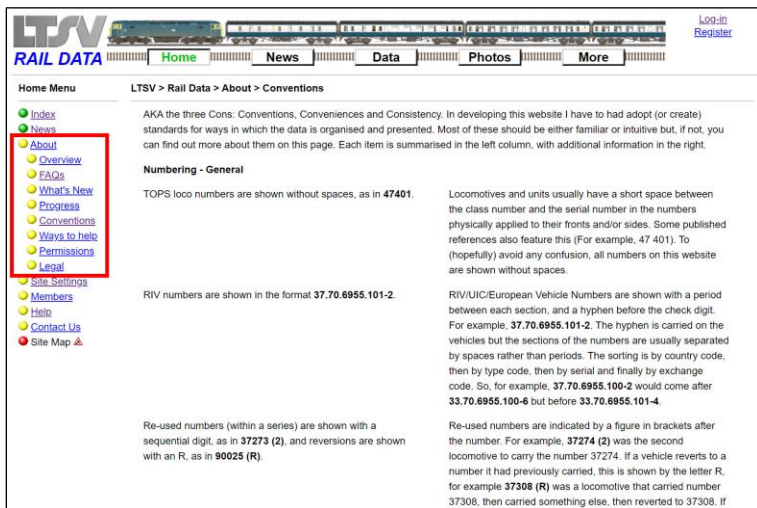 LTSV
RAIL DATA
Log-in
Register
Home
News
Data
Photos
More
Home Menu
Index
News
About
Overview
FAQs
What's New
Progress
Conventions
Ways to help
Permissions
Legal
Site Settings
Members
Help
Contact Us
Site Map
LTSV > Rail Data > About > Conventions
AKA the three Cons: Conventions, Conveniences and Consistency. In developing this website I have to had adopt (or create)
standards for ways in which the data is organised and presented. Most of these should be either familiar or intuitive but, if not, you
can find out more about them on this page. Each item is summarised in the left column, with additional information in the right.
Numbering - General
TOPS loco numbers are shown without spaces, as in 47401.
Locomotives and units usually have a short space between
the class number and the serial number in the numbers
physically applied to their fronts and/or sides. Some published
references also feature this (For example, 47 401). To
(hopefully) avoid any confusion, all numbers on this website
are shown without spaces.
RIV numbers are shown in the format 37.70.6955.101-2.
RIV/UIC/European Vehicle Numbers are shown with a period
between each section, and a hyphen before the check digit.
For example, 37.70.6955.101-2. The hyphen is carried on the
vehicles but the sections of the numbers are usually separated
by spaces rather than periods. The sorting is by country code,
then by type code, then by serial and finally by exchange
code. So, for example, 37.70.6955.100-2 would come after
33.70.6955.100-6 but before 33.70.6955.101-4.
Re-used numbers (within a series) are shown with a
sequential digit, as in 37273 (2), and reversions are shown
with an R, as in 90025 (R).
Re-used numbers are indicated by a figure in brackets after
the number. For example, 37274 (2) was the second
locomotive to carry the number 37274. If a vehicle reverts to a
number it had previously carried, this is shown by the letter R,
for example 37308 (R) was a locomotive that carried number
37308, then carried something else, then reverted to 37308. If